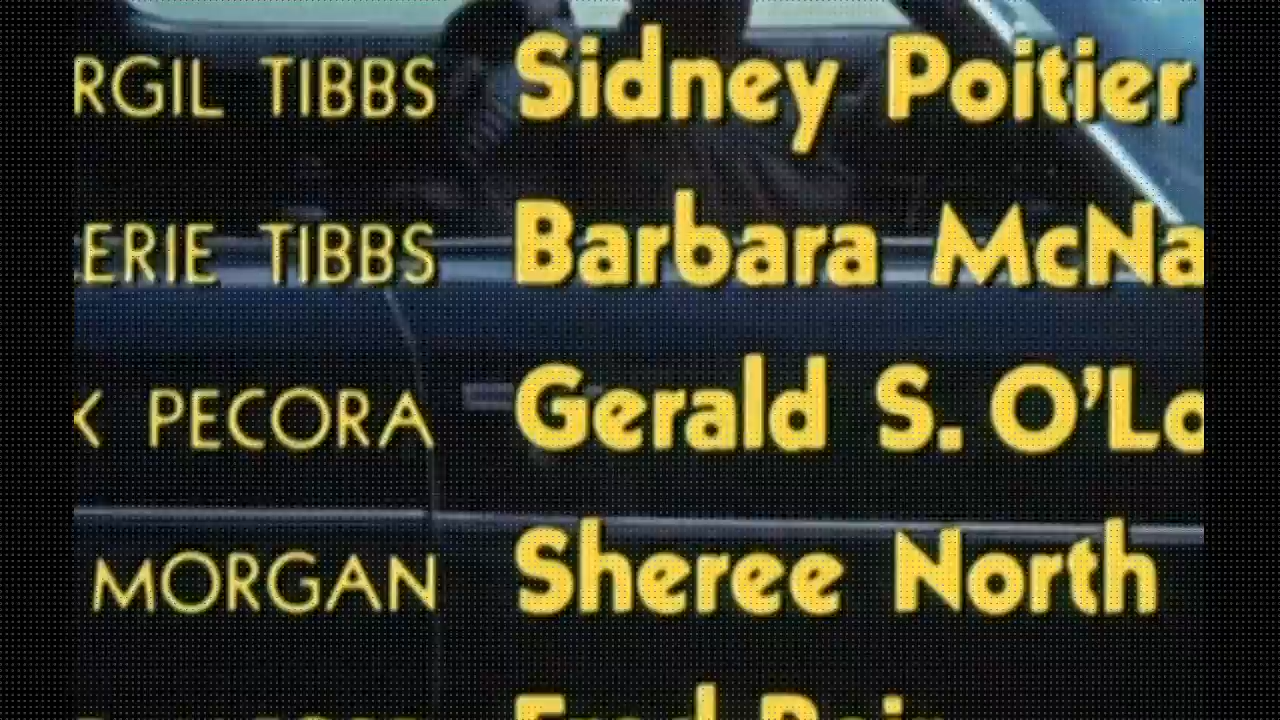 RGIL TIBBS Sidney Poitier
ERIE TIBBS Barbara McNa
K PECORA Gerald S. O'Lo
MORGAN Sheree North